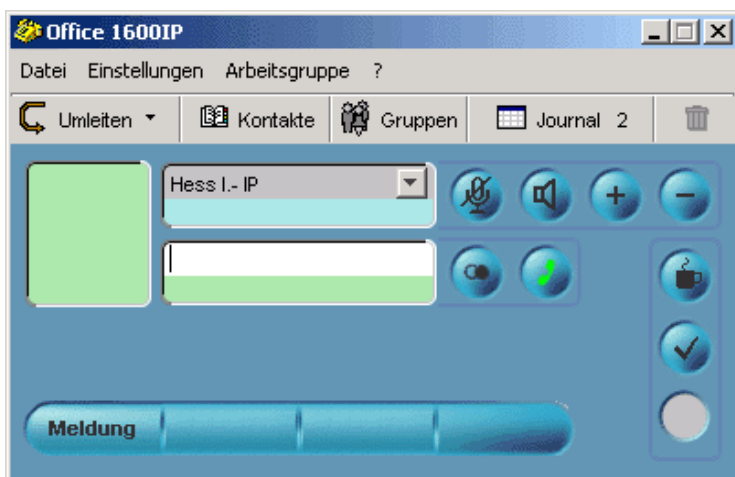 Office 1600IP
Datei Einstellungen Arbeitsgruppe ?
Umleiten Kontakte Gruppen Journal 2
Hess I.- IP
Meldung